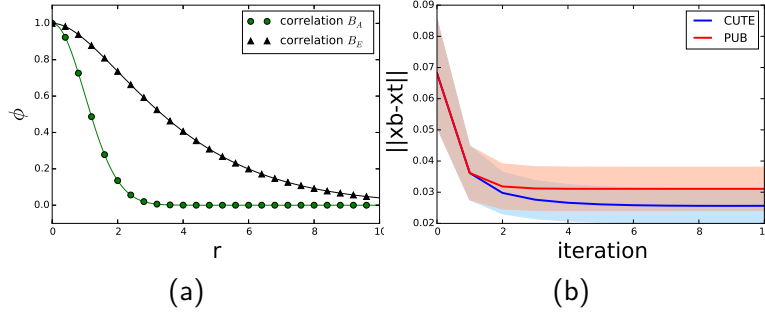 1.0
0.8
0.6
0.4
0.2
0.0
ϕ
0 2 4 6 8 10
r
correlation B_A
correlation B_E
(a)
0.09
0.08
0.07
0.06
0.05
0.04
0.03
0.02
||xb-xt||
0 2 4 6 8 10
iteration
CUTE
PUB
(b)